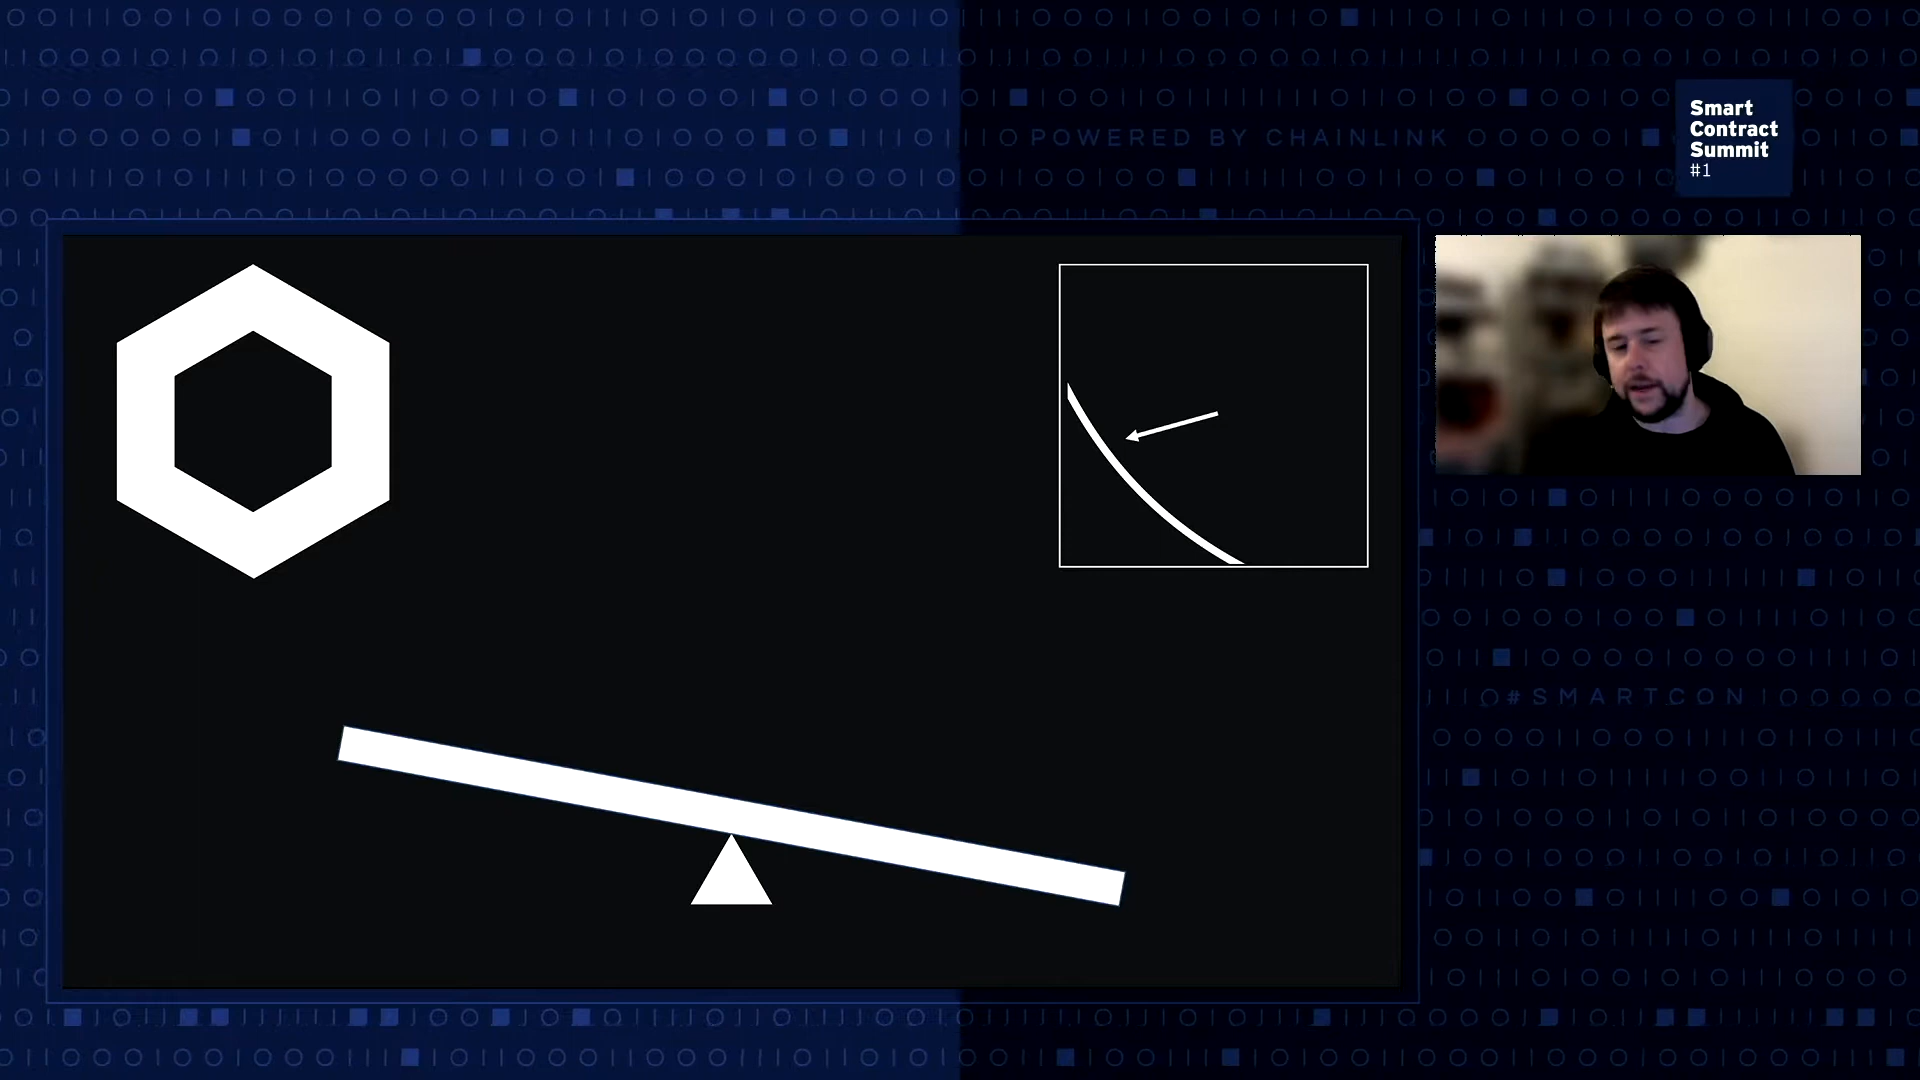 Smart
Contract
Summit
#1
POWERED BY CHAINLINK
#SMARTCON